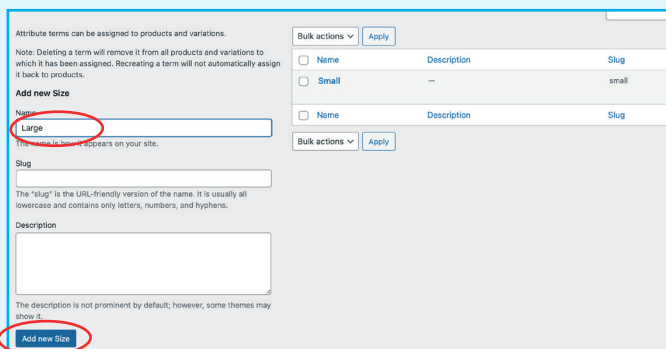 Attribute terms can be assigned to products and variations.
Note: Deleting a term will remove it from all products and variations to
which it has been assigned. Recreating a term will not automatically assign
it back to products.
Add new Size
Name
Large
The name is how it appears on your site.
Slug
The "slug" is the URL-friendly version of the name. It is usually all
lowercase and contains only letters, numbers, and hyphens.
Description
The description is not prominent by default; however, some themes may
show it.
Add new Size
Bulk actions Apply
Name Description Slug
Small — small
Name Description Slug
Bulk actions Apply